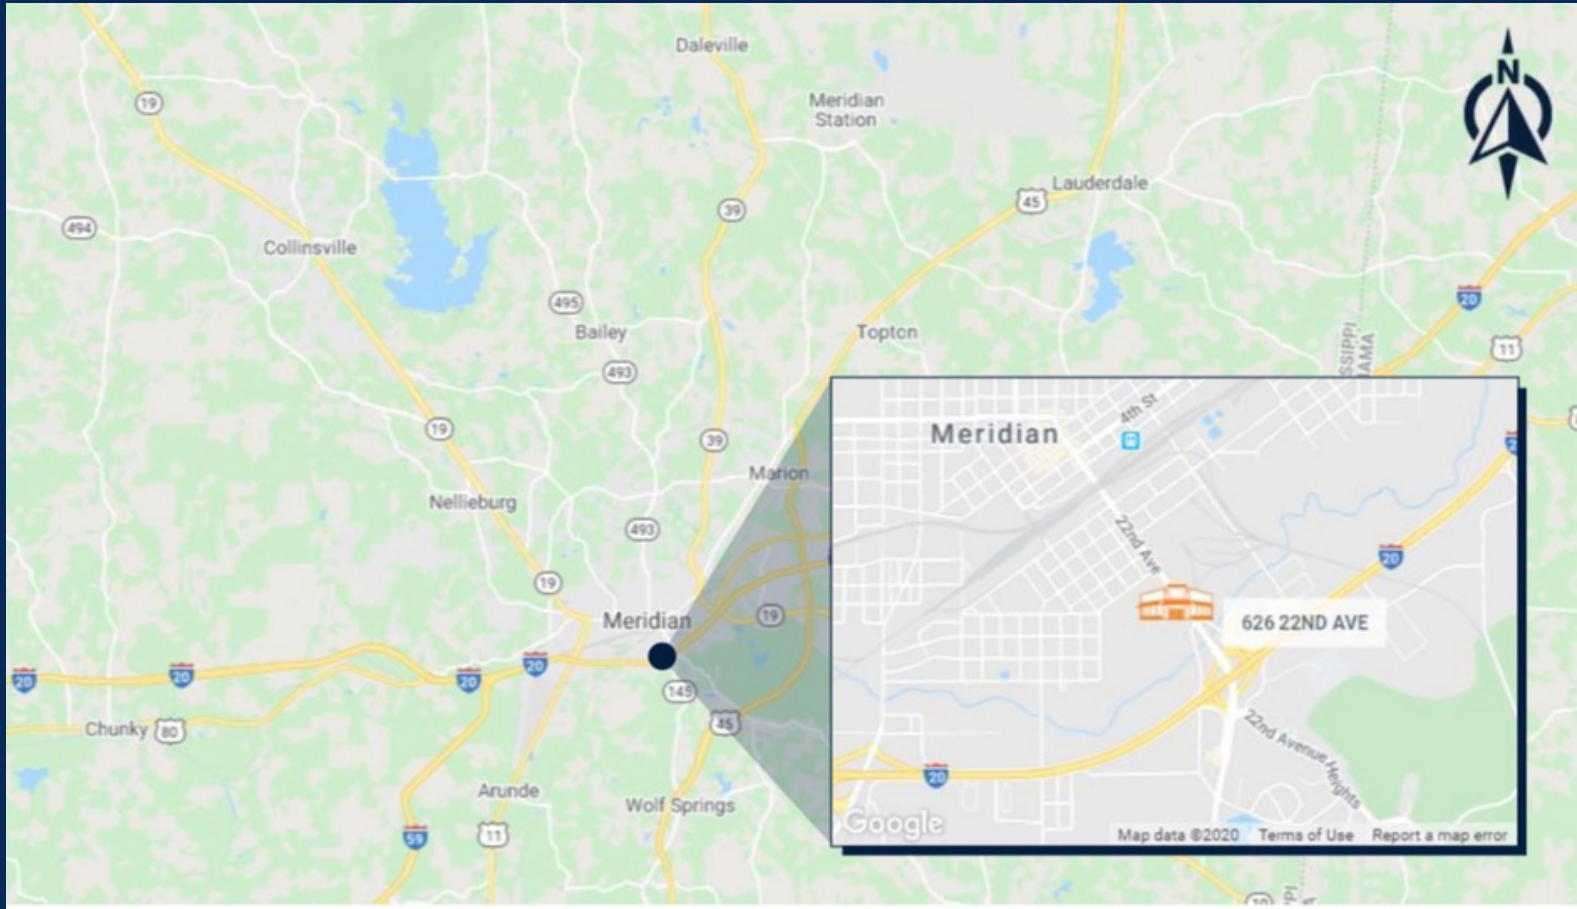 Daleville
N
Meridian
Station
19
Lauderdale
45
39
494
Collinsville
20
495
Bailey
Topton
11
493
4th St
Meridian
19
39
Marion
Nellieburg
493
22nd Ave
20
19
Meridian
19
626 22ND AVE
20
20
20
20
145
45
Chunky
80
22nd Avenue Heights
20
Arunde
Wolf Springs
Google
59
11
Map data ©2020
Terms of Use
Report a map error